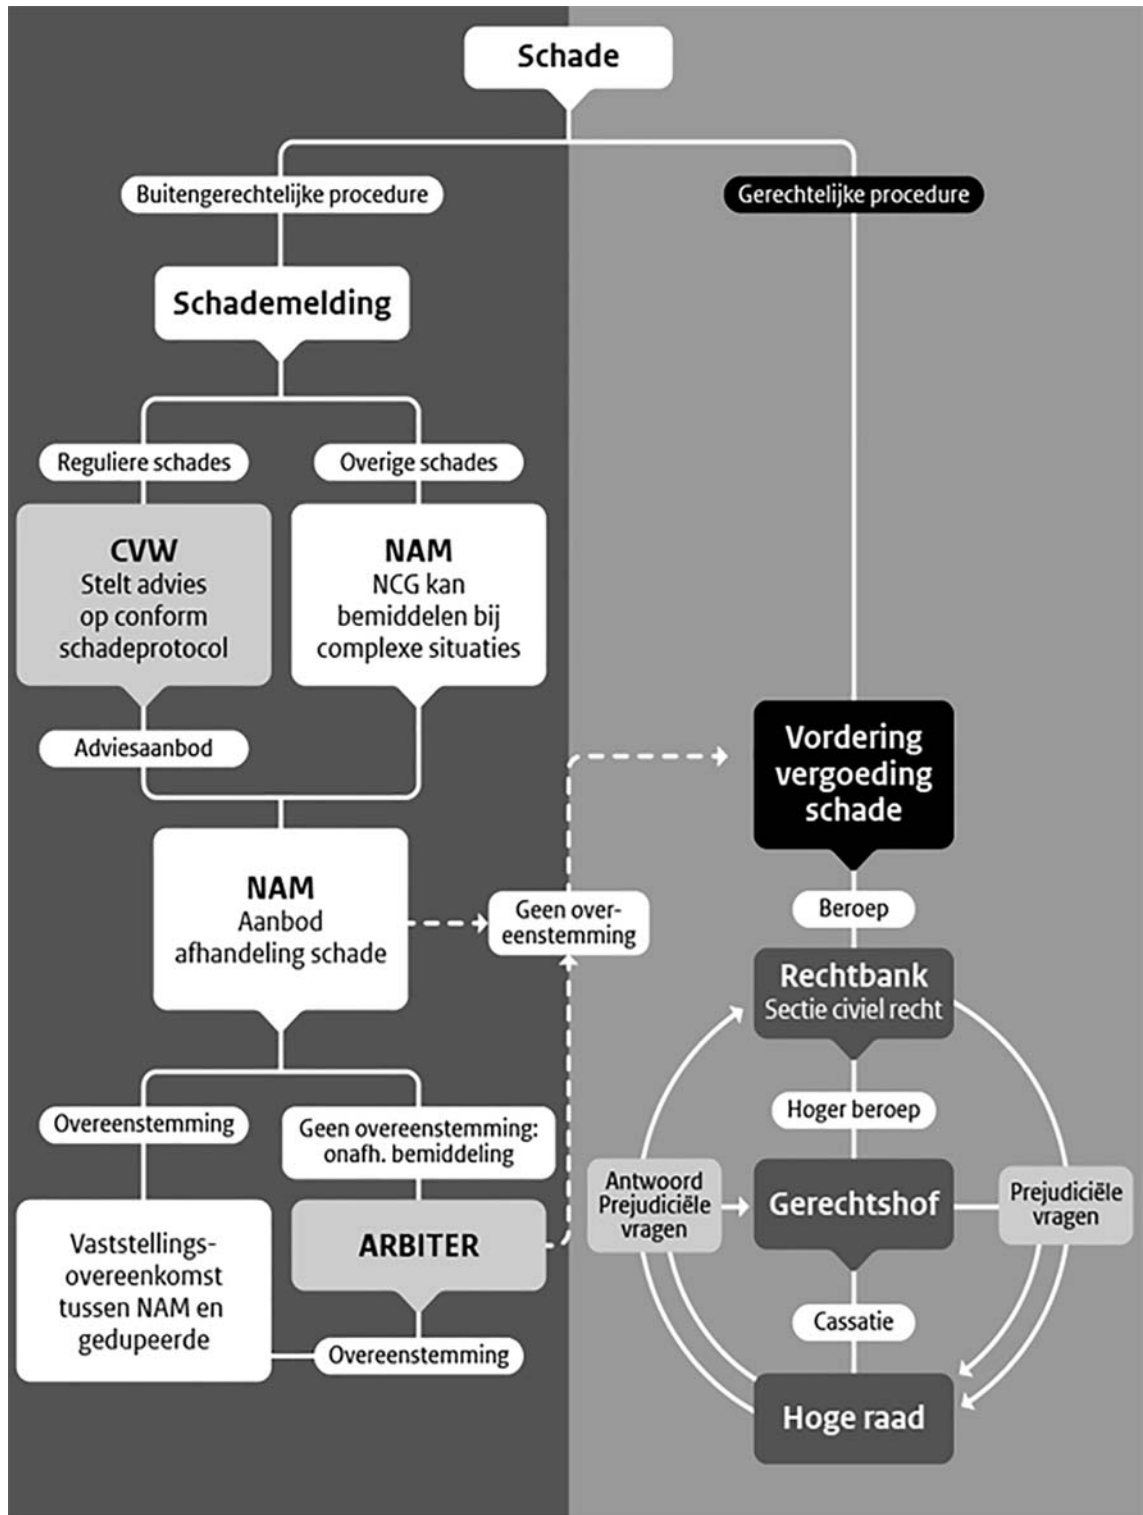 Schade
Buitengerechtelijke procedure
Gerechtelijke procedure
Schademelding
Reguliere schades
Overige schades
CVW
Stelt advies
op conform
schadeprotocol
NAM
NCG kan
bemiddelen bij
complexe situaties
Adviesaanbod
Vordering
vergoeding
schade
NAM
Aanbod
afhandeling schade
Geen over-
eenstemming
Beroep
Rechtbank
Sectie civiel recht
Overeenstemming
Geen overeenstemming:
onafh. bemiddeling
Hoger beroep
Antwoord
Prejudiciële
vragen
Gerechtshof
Prejudiciële
vragen
Vaststellings-
overeenkomst
tussen NAM en
gedupeerde
ARBITER
Overeenstemming
Cassatie
Hoge raad